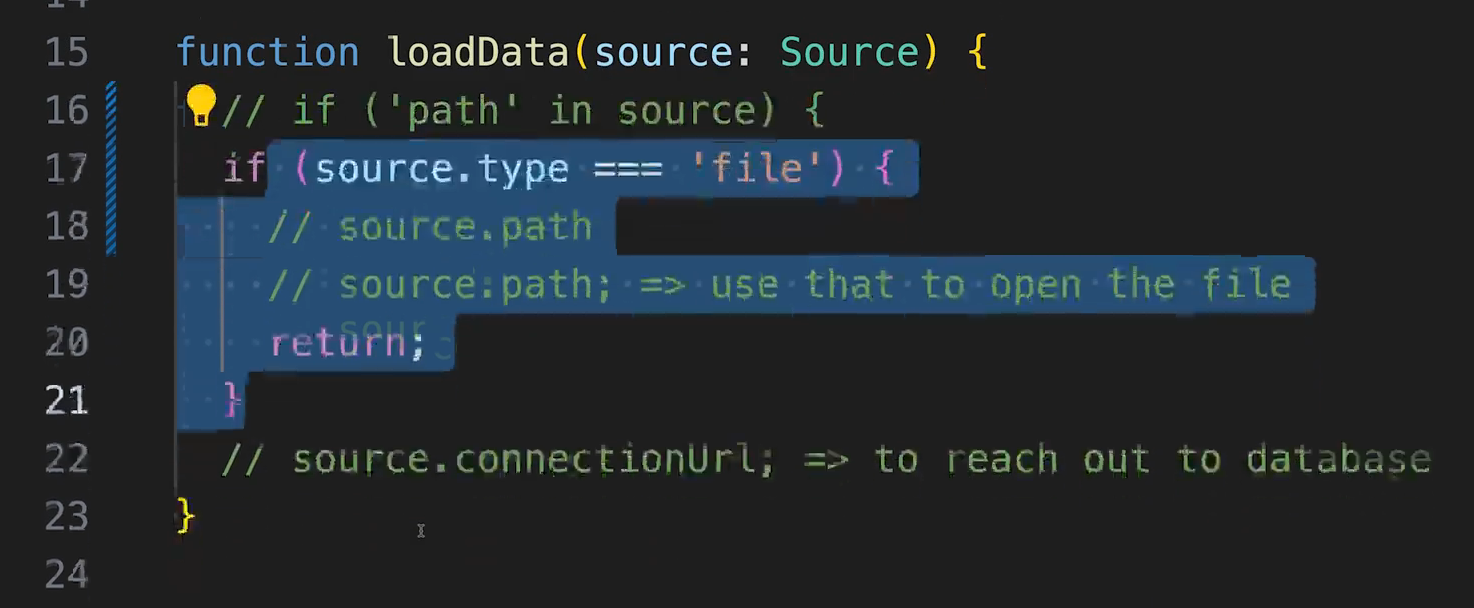 15 function loadData(source: Source) {
16 // if ('path' in source) {
17 if (source.type === 'file') {
18 // source.path
19 // source.path; => use that to open the file
20 return;
21 }
22 // source.connectionUrl; => to reach out to database
23 }
24